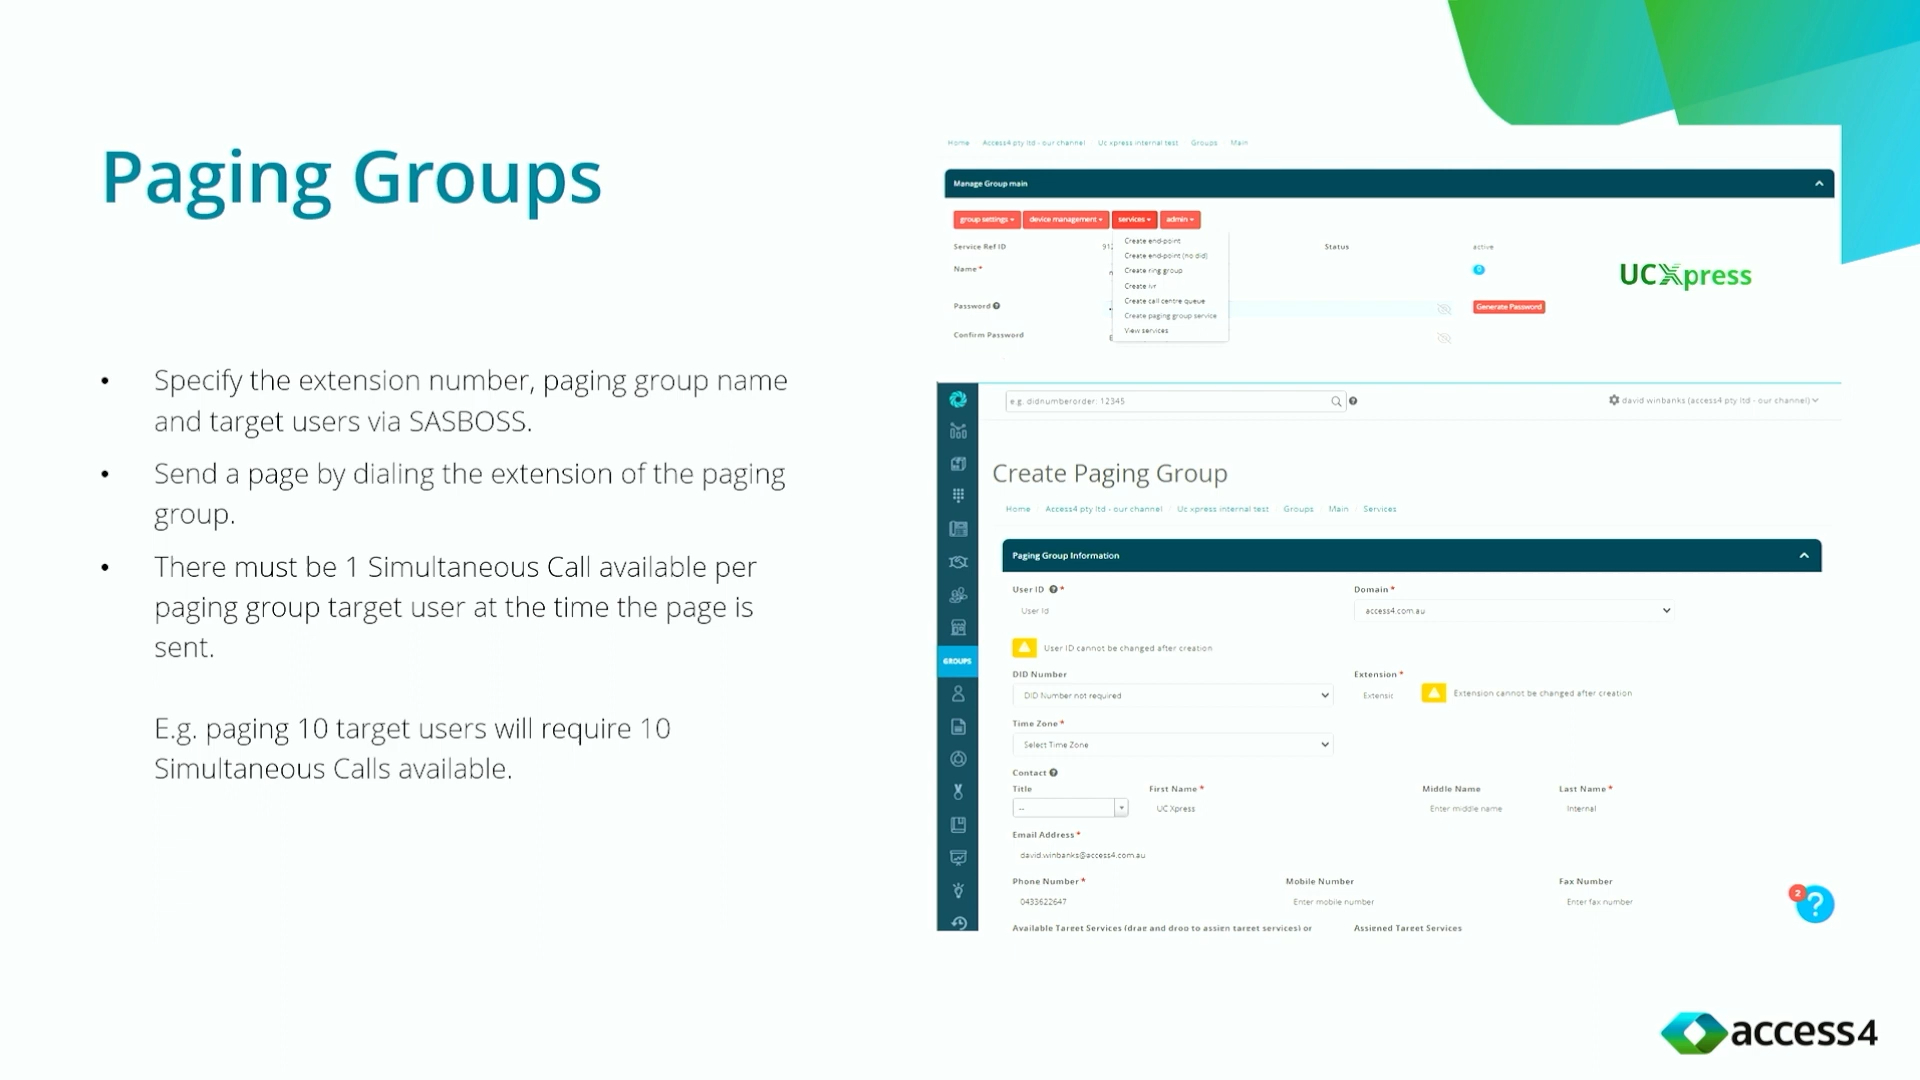 Paging Groups
• Specify the extension number, paging group name
and target users via SASBOSS.
• Send a page by dialing the extension of the paging
group.
• There must be 1 Simultaneous Call available per
paging group target user at the time the page is
sent.
E.g. paging 10 target users will require 10
Simultaneous Calls available.
Home Access4 pty ltd - our channel Uc xpress internal test Groups Main
Manage Group main
group settings device management services admin
Create end-point
Create end-point (no did)
Create ring group
Create ivr
Create call centre queue
Create paging group service
View services
Service Ref ID 912 Status active
Name *
Password Generate Password
Confirm Password
UCXpress
e.g. didnumberorder: 12345 david winbanks (access4 pty ltd - our channel)
Create Paging Group
Home Access4 pty ltd - our channel Uc xpress internal test Groups Main Services
Paging Group Information
User ID * Domain *
User Id access4.com.au
User ID cannot be changed after creation
DID Number Extension *
DID Number not required Extensic Extension cannot be changed after creation
Time Zone *
Select Time Zone
Contact
Title First Name * Middle Name Last Name *
-- UC Xpress Enter middle name Internal
Email Address *
david.winbanks@access4.com.au
Phone Number * Mobile Number Fax Number
0433622647 Enter mobile number Enter fax number
Available Target Services (drag and drop to assign target services) or Assigned Target Services
GROUPS
2
?
access4